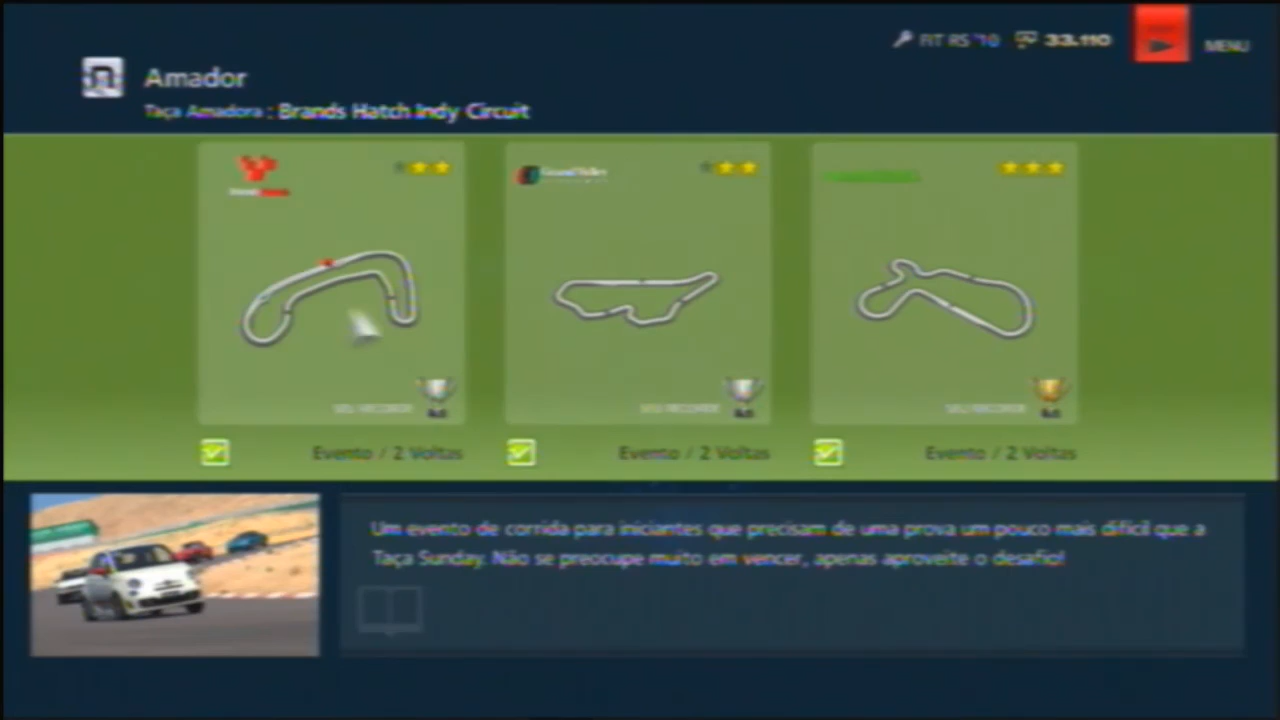 FIT RS '10 33.110 MENU
Amador
Taça Amadora : Brands Hatch Indy Circuit
Evento / 2 Voltas
Evento / 2 Voltas
Evento / 2 Voltas
Um evento de corrida para iniciantes que precisam de uma prova um pouco mais difícil que a
Taça Sunday. Não se preocupe muito em vencer, apenas aproveite o desafio!